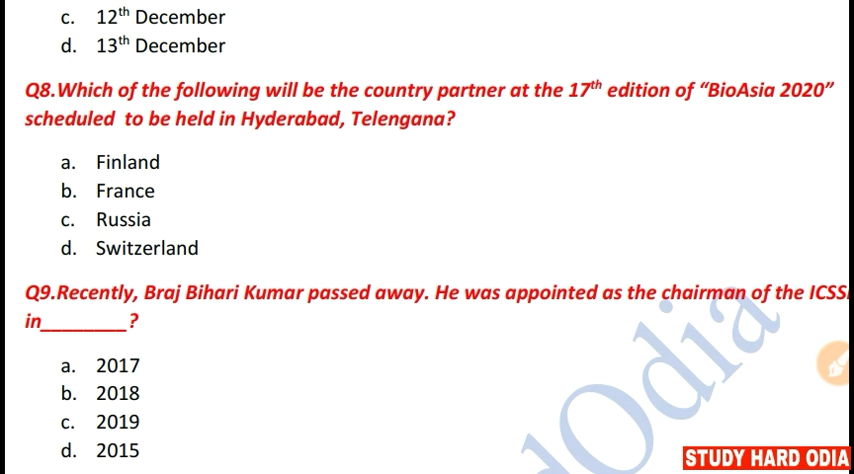 c. 12th December
d. 13th December
Q8.Which of the following will be the country partner at the 17th edition of “BioAsia 2020”
scheduled to be held in Hyderabad, Telengana?
a. Finland
b. France
c. Russia
d. Switzerland
Q9.Recently, Braj Bihari Kumar passed away. He was appointed as the chairman of the
in_________?
a. 2017
b. 2018
c. 2019
d. 2015
dOdia
STUDY HARD ODIA